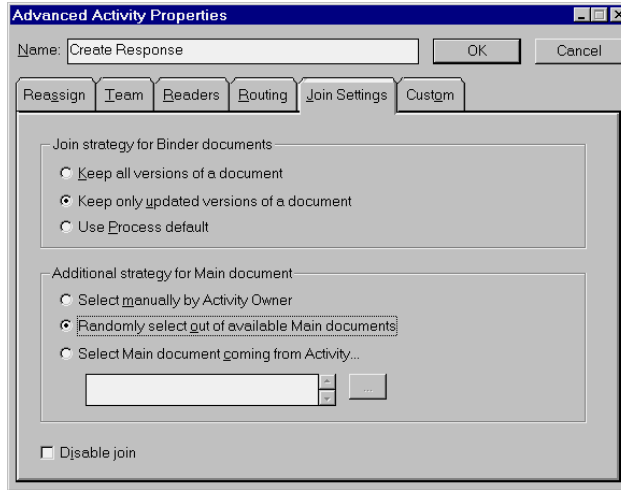 Advanced Activity Properties
Name: Create Response OK Cancel
Reassign Team Readers Routing Join Settings Custom
Join strategy for Binder documents
Keep all versions of a document
Keep only updated versions of a document
Use Process default
Additional strategy for Main document
Select manually by Activity Owner
Randomly select out of available Main documents
Select Main document coming from Activity...
...
Disable join